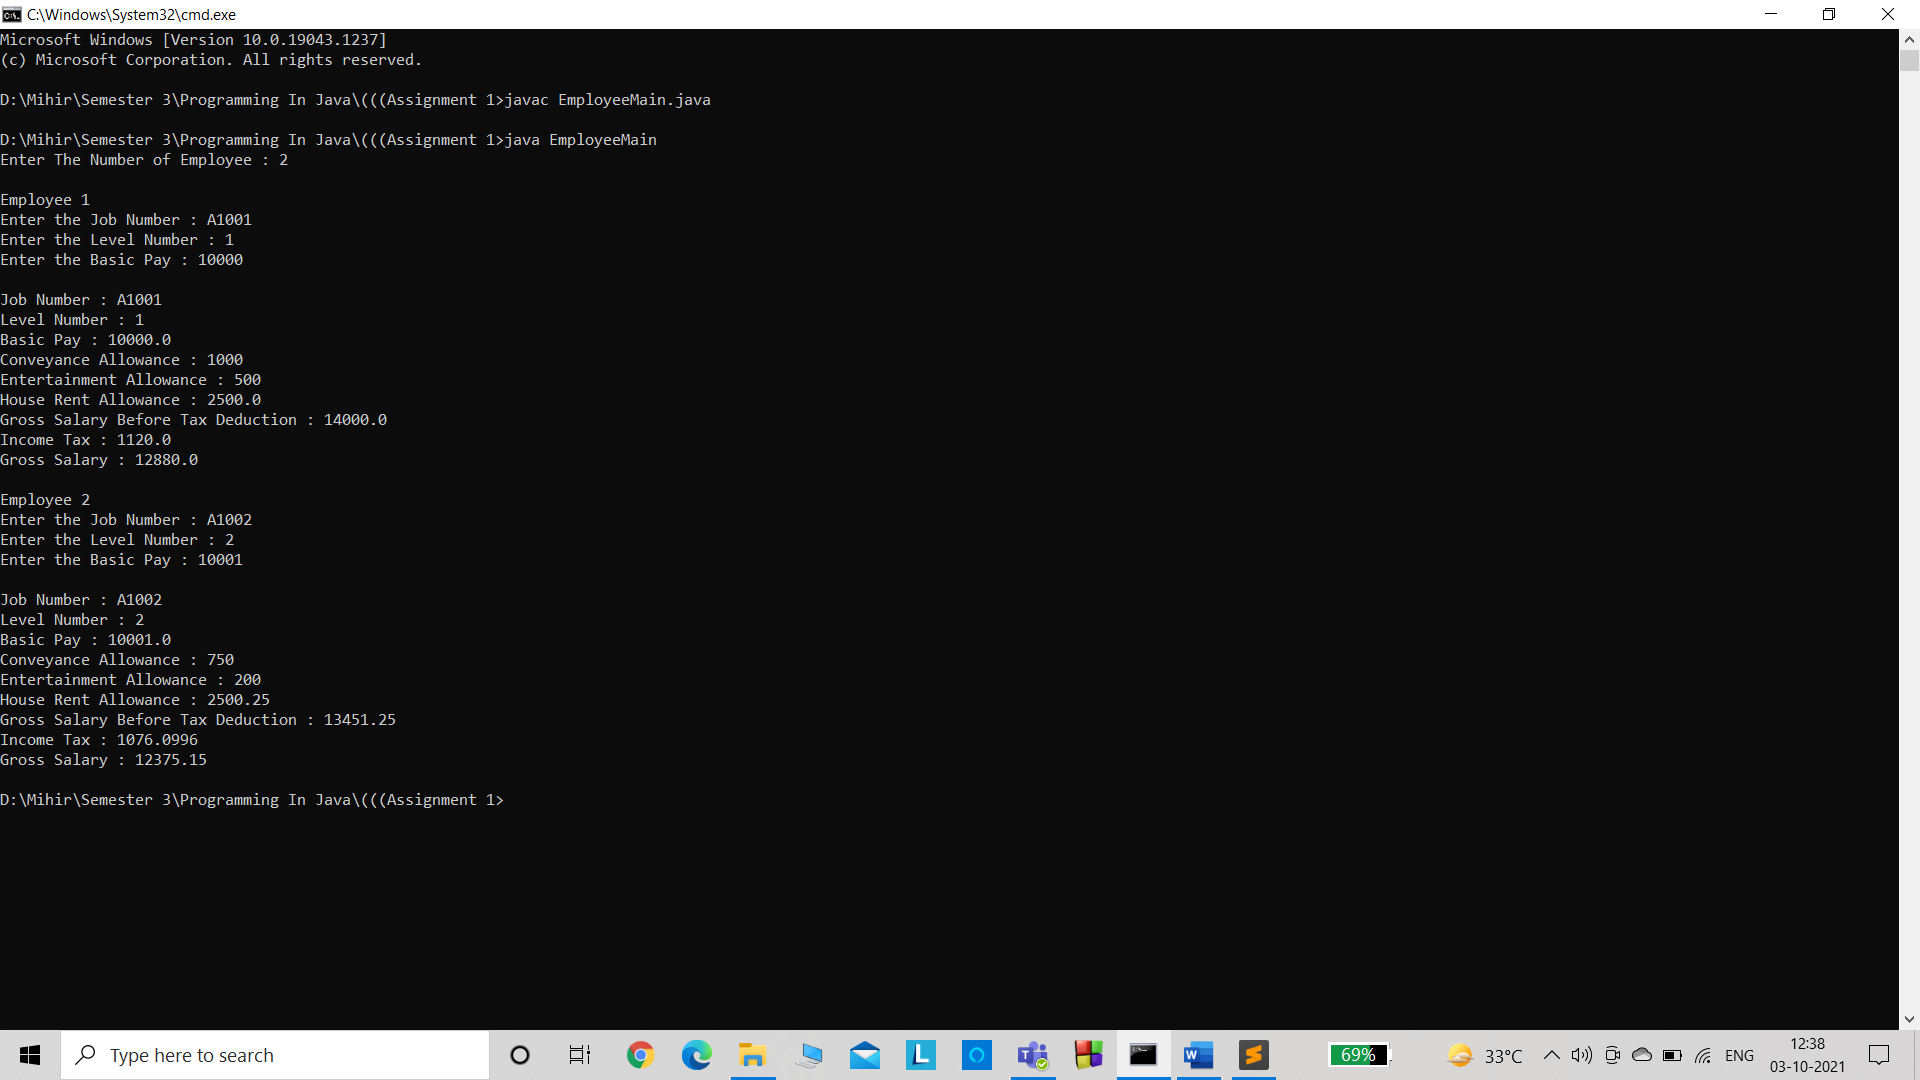 C:\Windows\System32\cmd.exe
Microsoft Windows [Version 10.0.19043.1237]
(c) Microsoft Corporation. All rights reserved.
D:\Mihir\Semester 3\Programming In Java\(((Assignment 1>javac EmployeeMain.java
D:\Mihir\Semester 3\Programming In Java\(((Assignment 1>java EmployeeMain
Enter The Number of Employee : 2
Employee 1
Enter the Job Number : A1001
Enter the Level Number : 1
Enter the Basic Pay : 10000
Job Number : A1001
Level Number : 1
Basic Pay : 10000.0
Conveyance Allowance : 1000
Entertainment Allowance : 500
House Rent Allowance : 2500.0
Gross Salary Before Tax Deduction : 14000.0
Income Tax : 1120.0
Gross Salary : 12880.0
Employee 2
Enter the Job Number : A1002
Enter the Level Number : 2
Enter the Basic Pay : 10001
Job Number : A1002
Level Number : 2
Basic Pay : 10001.0
Conveyance Allowance : 750
Entertainment Allowance : 200
House Rent Allowance : 2500.25
Gross Salary Before Tax Deduction : 13451.25
Income Tax : 1076.0996
Gross Salary : 12375.15
D:\Mihir\Semester 3\Programming In Java\(((Assignment 1>
Type here to search
69%
33°C
ENG
12:38
03-10-2021